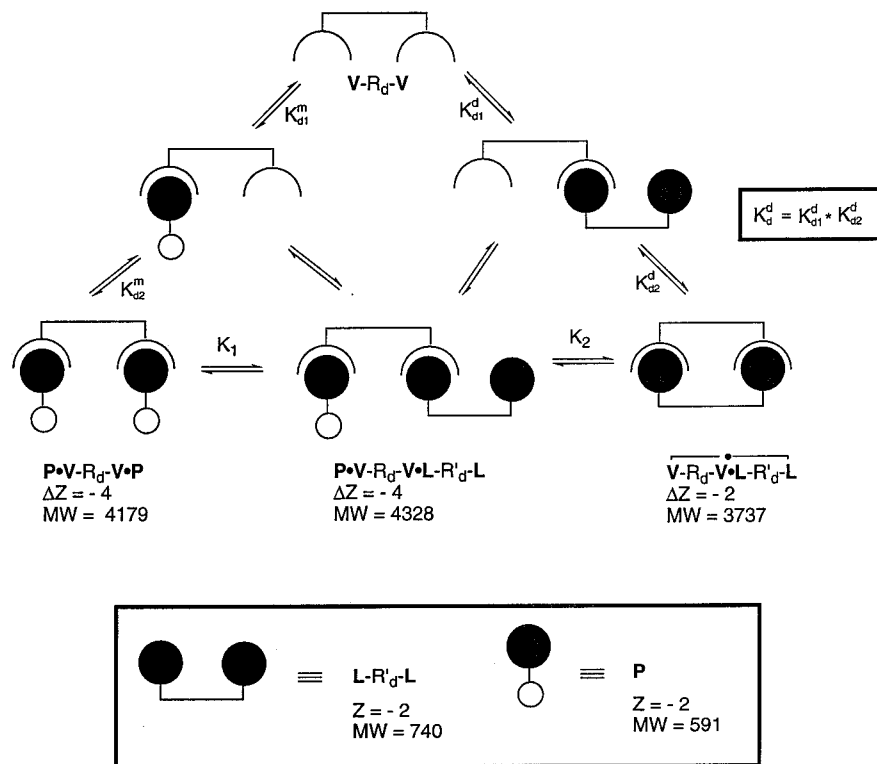 V-R_d-V
K^m_d1
K^d_d1
K^d_d = K^d_d1 * K^d_d2
K^m_d2
K^d_d2
K_1
K_2
P•V-R_d-V•P
ΔZ = - 4
MW = 4179
P•V-R_d-V•L-R'_d-L
ΔZ = - 4
MW = 4328
V-R_d-V•L-R'_d-L
ΔZ = - 2
MW = 3737
≡ L-R'_d-L
Z = - 2
MW = 740
≡ P
Z = - 2
MW = 591